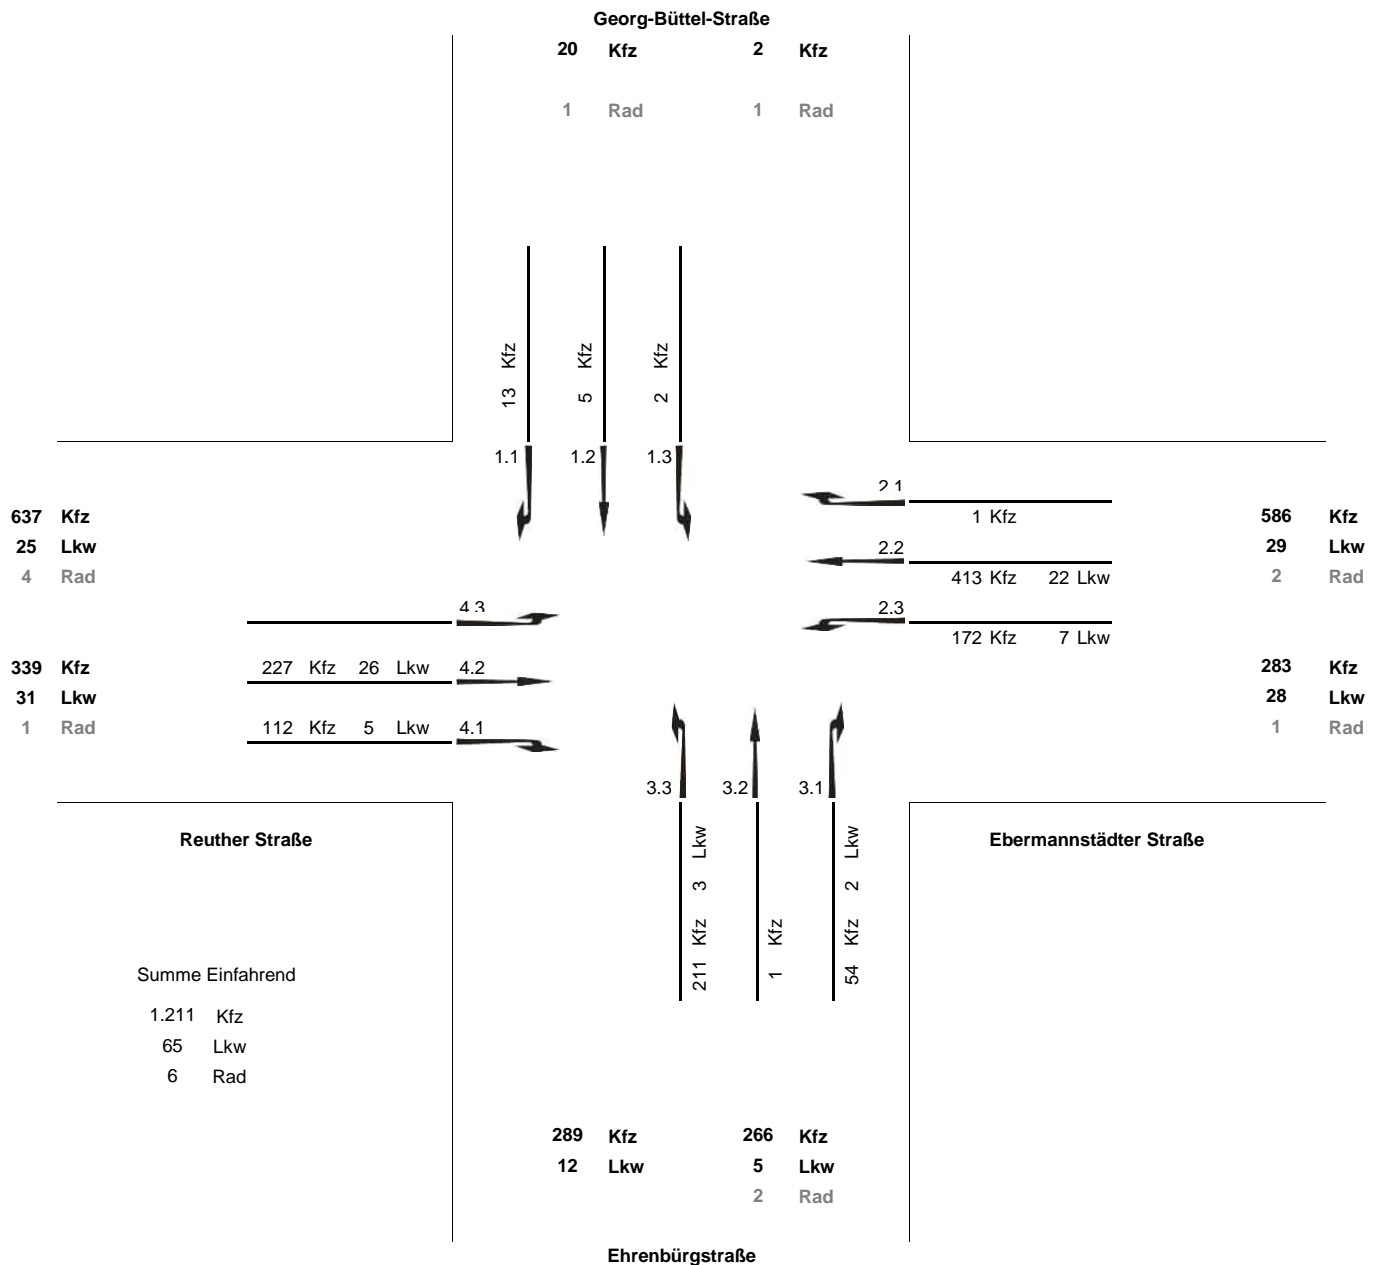 Georg-Büttel-Straße
20 Kfz 2 Kfz
1 Rad 1 Rad
13 Kfz
5 Kfz
2 Kfz
1.1 1.2 1.3
2.1
1 Kfz
2.2
413 Kfz 22 Lkw
2.3
172 Kfz 7 Lkw
637 Kfz
25 Lkw
4 Rad
586 Kfz
29 Lkw
2 Rad
4.3
227 Kfz 26 Lkw 4.2
112 Kfz 5 Lkw 4.1
339 Kfz
31 Lkw
1 Rad
283 Kfz
28 Lkw
1 Rad
3.3 3.2 3.1
211 Kfz 3 Lkw
1 Kfz
54 Kfz 2 Lkw
Reuther Straße
Ebermannstädter Straße
Summe Einfahrend
1.211 Kfz
65 Lkw
6 Rad
289 Kfz 266 Kfz
12 Lkw 5 Lkw
2 Rad
Ehrenbürgstraße